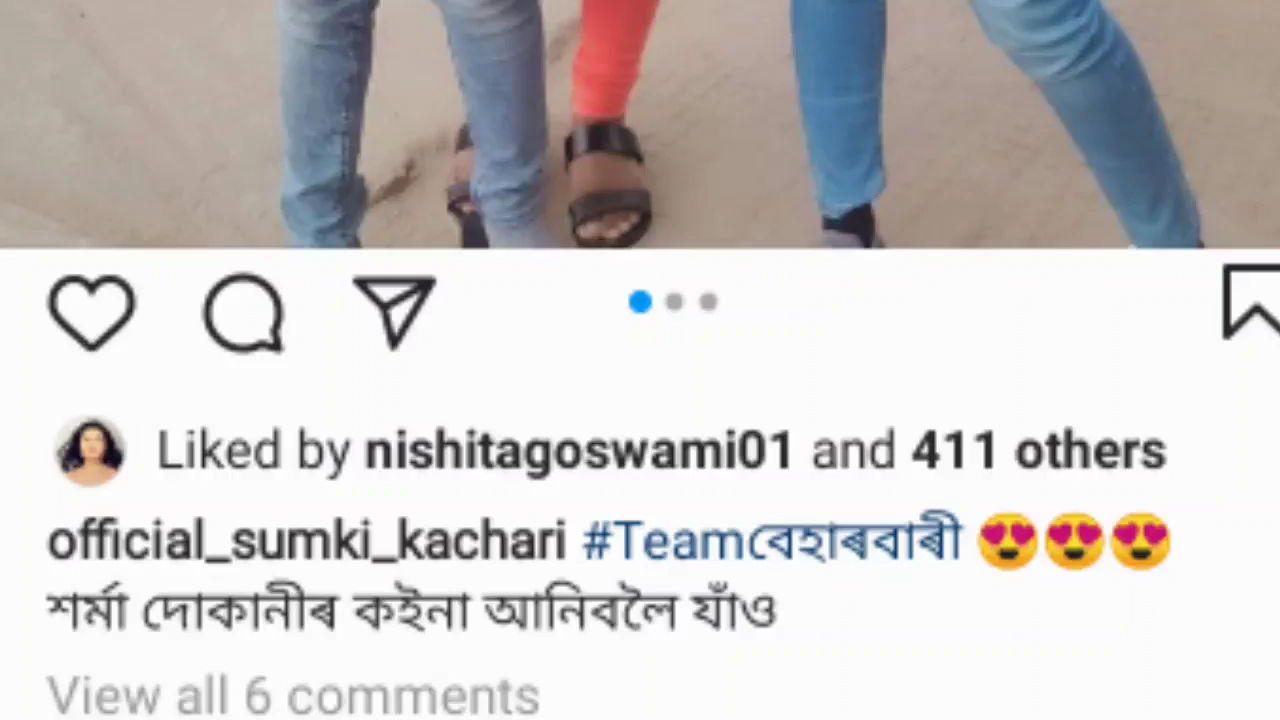 Liked by nishitagoswami01 and 411 others
official_sumki_kachari #Teamবেহাৰবাৰী 😍😍😍
শৰ্মা দোকানীৰ কইনা আনিবলৈ যাঁও
View all 6 comments